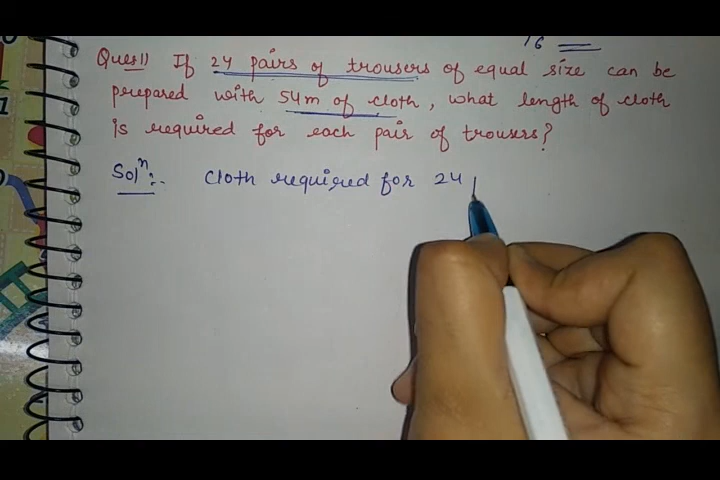 16
Ques11 If 24 pairs of trousers of equal size can be
prepared with 54m of cloth, what length of cloth
is required for each pair of trousers?
Solⁿ:- Cloth required for 24